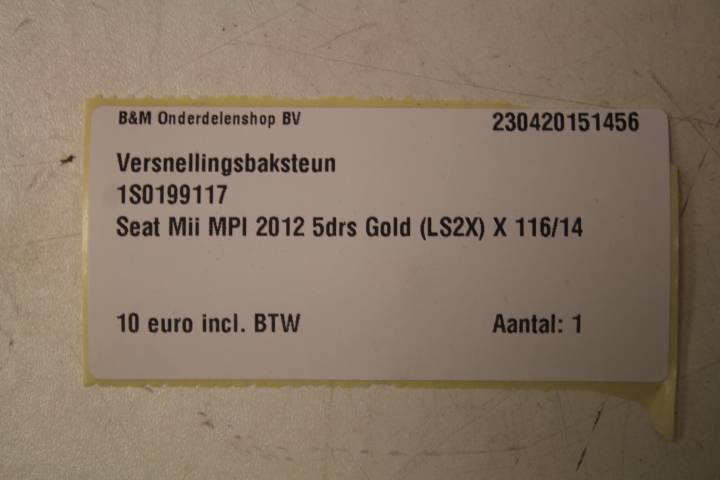 B&M Onderdelenshop BV 230420151456
Versnellingsbaksteun
1S0199117
Seat Mii MPI 2012 5drs Gold (LS2X) X 116/14
10 euro incl. BTW Aantal: 1